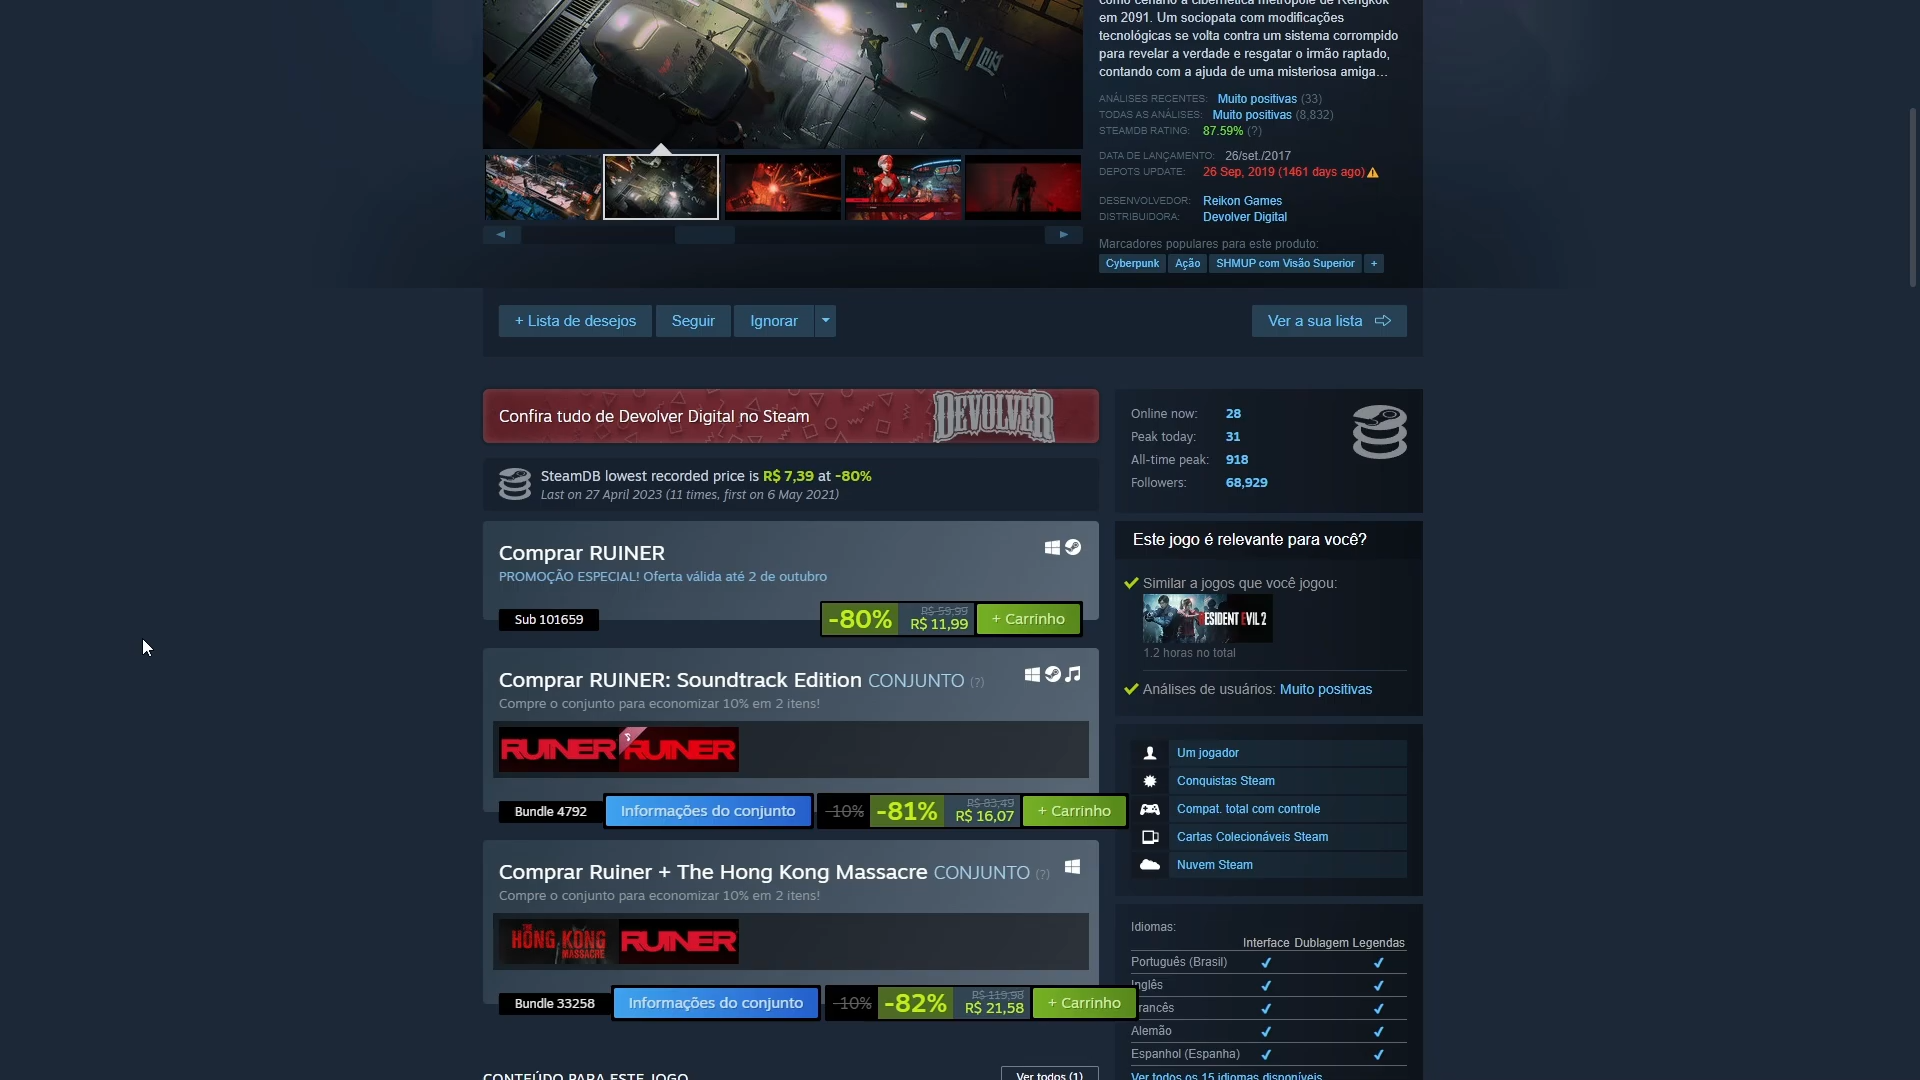 como cenário a cibernética metrópole de Rengkok
em 2091. Um sociopata com modificações
tecnológicas se volta contra um sistema corrompido
para revelar a verdade e resgatar o irmão raptado,
contando com a ajuda de uma misteriosa amiga...
ANÁLISES RECENTES: Muito positivas (33)
TODAS AS ANÁLISES: Muito positivas (8,832)
STEAMDB RATING: 87.59% (?)
DATA DE LANÇAMENTO: 26/set./2017
DEPOTS UPDATE: 26 Sep, 2019 (1461 days ago)
DESENVOLVEDOR: Reikon Games
DISTRIBUIDORA: Devolver Digital
Marcadores populares para este produto:
Cyberpunk Ação SHMUP com Visão Superior +
+ Lista de desejos Seguir Ignorar Ver a sua lista
Confira tudo de Devolver Digital no Steam DEVOLVER
SteamDB lowest recorded price is R$ 7,39 at -80%
Last on 27 April 2023 (11 times, first on 6 May 2021)
Comprar RUINER
PROMOÇÃO ESPECIAL! Oferta válida até 2 de outubro
Sub 101659 -80% R$ 59,99 R$ 11,99 + Carrinho
Comprar RUINER: Soundtrack Edition CONJUNTO (?)
Compre o conjunto para economizar 10% em 2 itens!
RUINER RUINER
Bundle 4792 Informações do conjunto -10% -81% R$ 83,49 R$ 16,07 + Carrinho
Comprar Ruiner + The Hong Kong Massacre CONJUNTO (?)
Compre o conjunto para economizar 10% em 2 itens!
THE HONG KONG MASSACRE RUINER
Bundle 33258 Informações do conjunto -10% -82% R$ 119,98 R$ 21,58 + Carrinho
CONTEÚDO PARA ESTE JOGO Ver todos (1)
Online now: 28
Peak today: 31
All-time peak: 918
Followers: 68,929
Este jogo é relevante para você?
Similar a jogos que você jogou:
RESIDENT EVIL 2
1.2 horas no total
Análises de usuários: Muito positivas
Um jogador
Conquistas Steam
Compat. total com controle
Cartas Colecionáveis Steam
Nuvem Steam
Idiomas:
Interface Dublagem Legendas
Português (Brasil)
Inglês
rancês
Alemão
Espanhol (Espanha)
Ver todos os 15 idiomas disponíveis